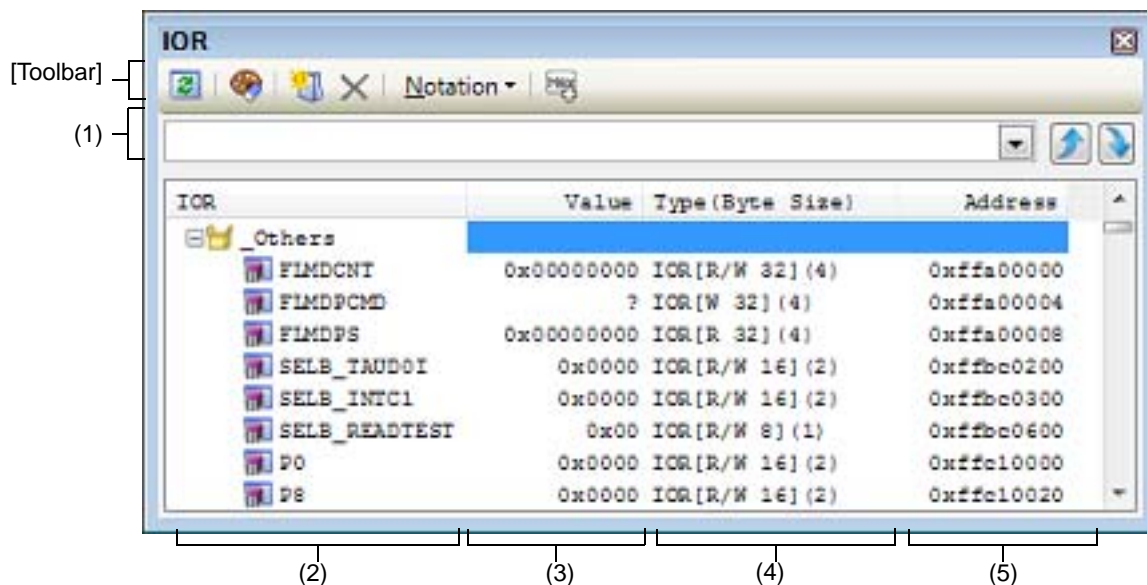 IOR
[Toolbar]
Notation
HEX
(1)
IOR Value Type(Byte Size) Address
_Others
FLMDCNT 0x00000000 IOR[R/W 32](4) 0xffa00000
FLMDPCMD ? IOR[W 32](4) 0xffa00004
FLMDPS 0x00000000 IOR[R 32](4) 0xffa00008
SELB_TAUD0I 0x0000 IOR[R/W 16](2) 0xffbc0200
SELB_INTC1 0x0000 IOR[R/W 16](2) 0xffbc0300
SELB_READTEST 0x00 IOR[R/W 8](1) 0xffbc0600
P0 0x0000 IOR[R/W 16](2) 0xffc10000
P8 0x0000 IOR[R/W 16](2) 0xffc10020
(2) (3) (4) (5)